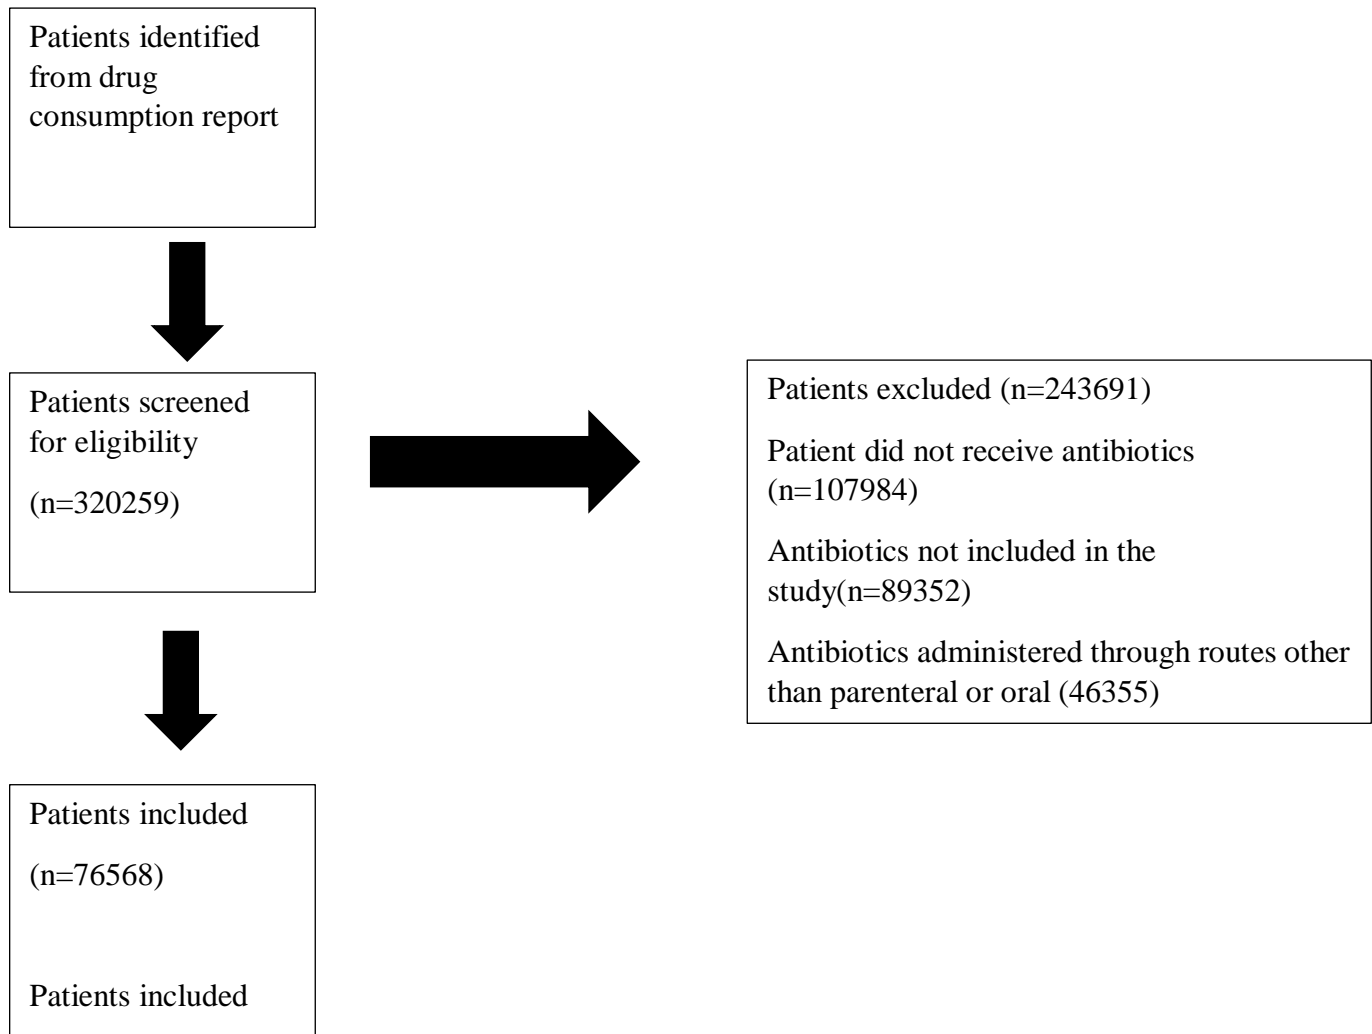 Patients identified
from drug
consumption report
Patients screened
for eligibility
(n=320259)
Patients excluded (n=243691)
Patient did not receive antibiotics
(n=107984)
Antibiotics not included in the
study(n=89352)
Antibiotics administered through routes other
than parenteral or oral (46355)
Patients included
(n=76568)
Patients included